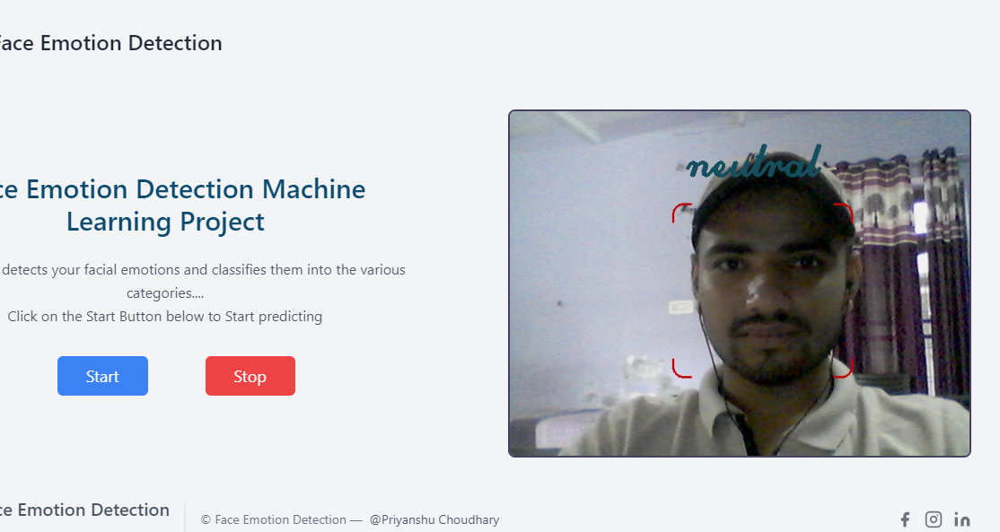 Face Emotion Detection
ce Emotion Detection Machine
Learning Project
detects your facial emotions and classifies them into the various
categories....
Click on the Start Button below to Start predicting
Start Stop
neutral
ce Emotion Detection
© Face Emotion Detection — @Priyanshu Choudhary